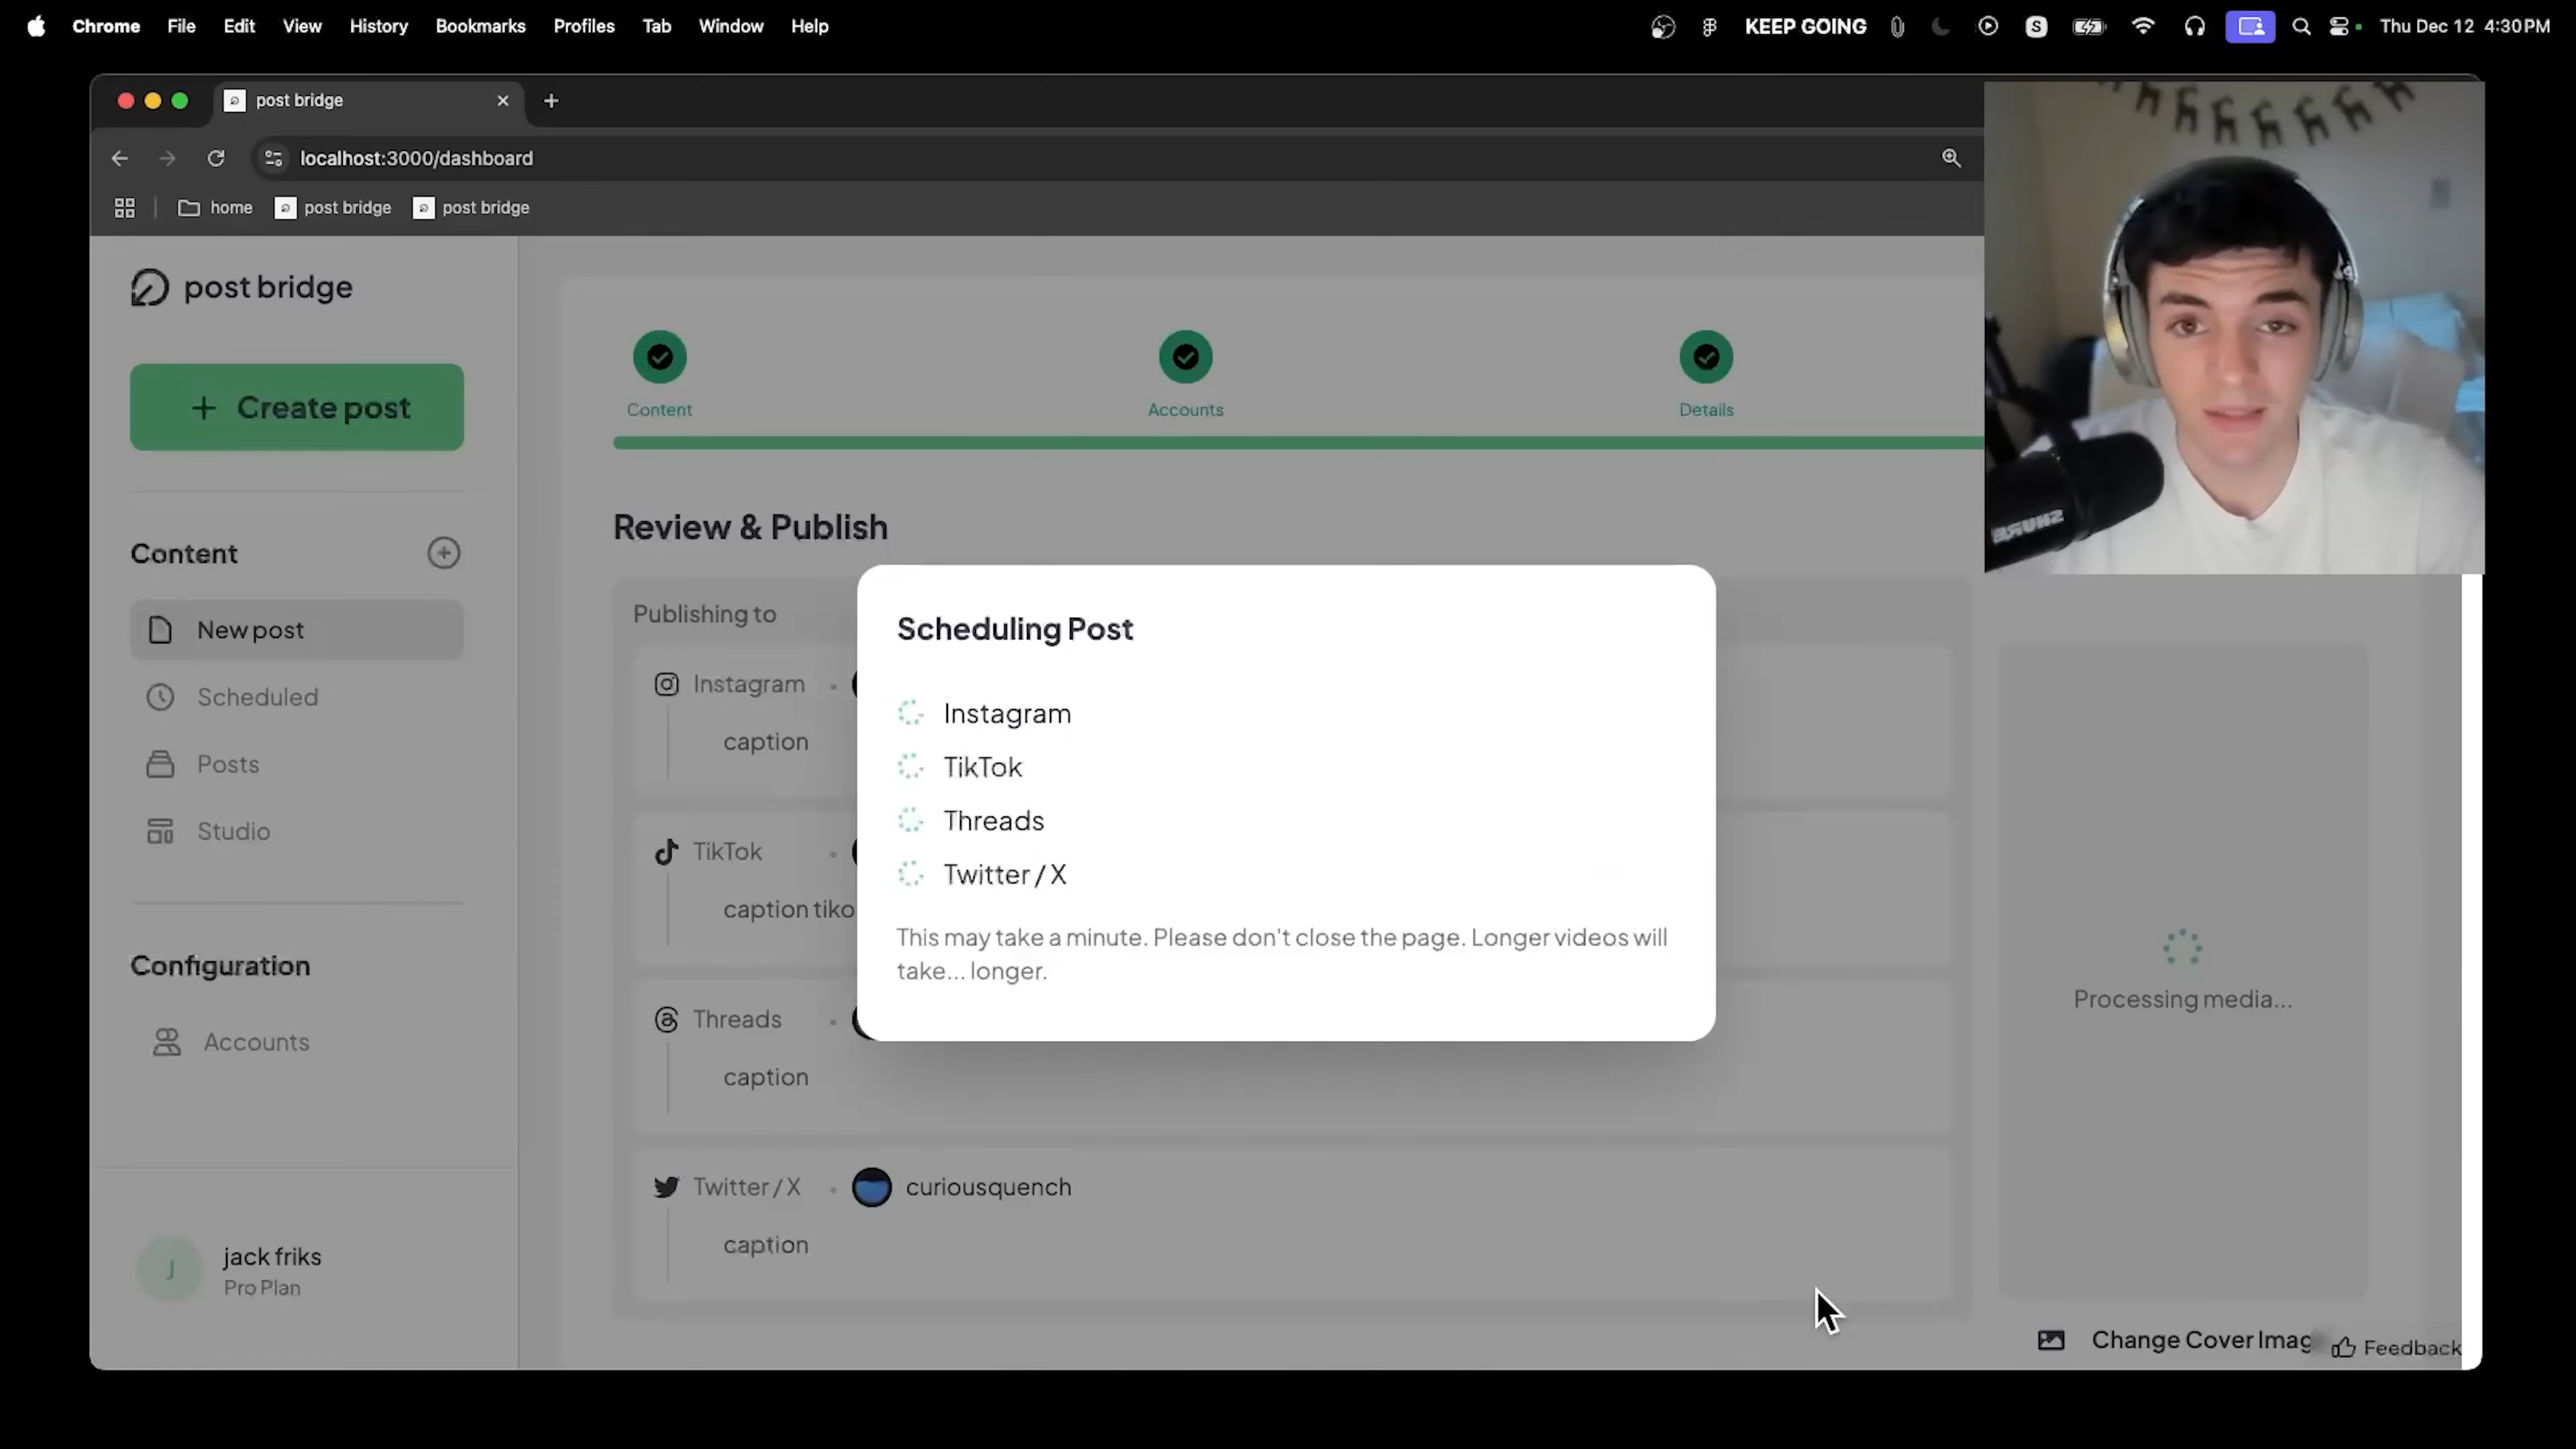 Chrome File Edit View History Bookmarks Profiles Tab Window Help KEEP GOING Thu Dec 12 4:30 PM
post bridge
localhost:3000/dashboard
home post bridge post bridge
post bridge
Create post
Content
New post
Scheduled
Posts
Studio
Configuration
Accounts
J
jack friks
Pro Plan
Content Accounts Details
Review & Publish
Publishing to
Instagram
caption
TikTok
caption tiko
Threads
caption
Twitter / X curiousquench
caption
Scheduling Post
Instagram
TikTok
Threads
Twitter / X
This may take a minute. Please don't close the page. Longer videos will
take... longer.
SHURE
Processing media...
Change Cover Imag
Feedback